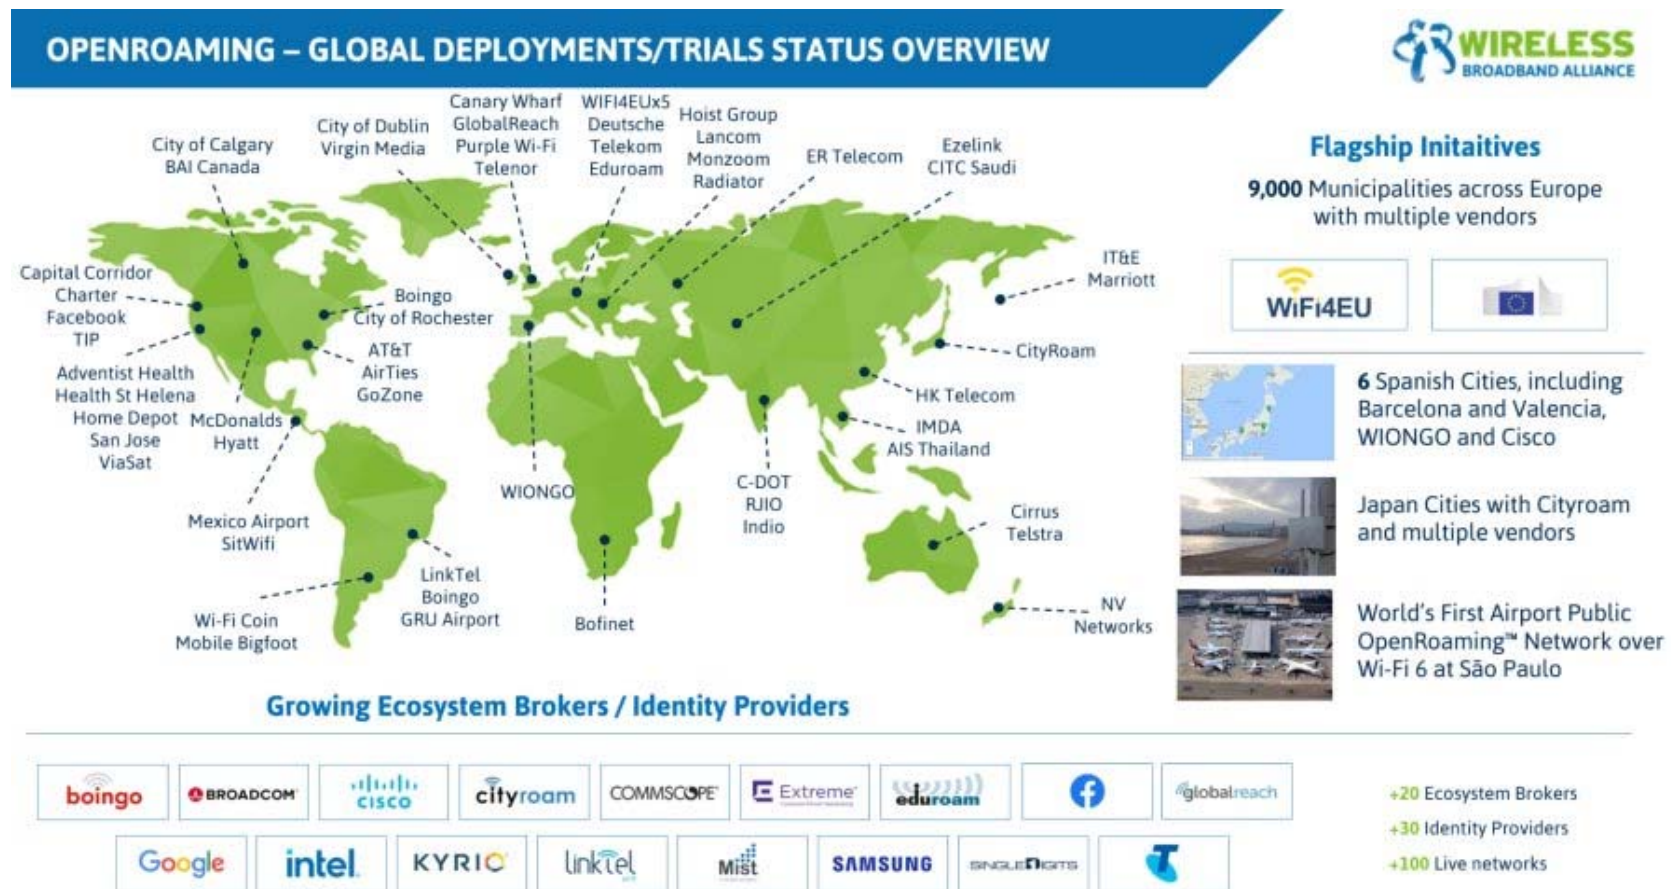 OPENROAMING – GLOBAL DEPLOYMENTS/TRIALS STATUS OVERVIEW
WIRELESS
BROADBAND ALLIANCE
City of Calgary
BAI Canada
City of Dublin
Virgin Media
Canary Wharf
GlobalReach
Purple Wi-Fi
Telenor
WIFI4EUx5
Deutsche
Telekom
Eduroam
Hoist Group
Lancom
Monzoom
Radiator
ER Telecom
Ezelink
CITC Saudi
IT&E
Marriott
Capital Corridor
Charter
Facebook
TIP
Boingo
City of Rochester
CityRoam
Adventist Health
Health St Helena
Home Depot
San Jose
ViaSat
AT&T
AirTies
GoZone
McDonalds
Hyatt
HK Telecom
IMDA
AIS Thailand
WIONGO
C-DOT
RJIO
Indio
Mexico Airport
SitWifi
Cirrus
Telstra
LinkTel
Boingo
GRU Airport
Wi-Fi Coin
Mobile Bigfoot
Bofinet
NV
Networks
Flagship Initaitives
9,000 Municipalities across Europe
with multiple vendors
WiFi4EU
6 Spanish Cities, including
Barcelona and Valencia,
WIONGO and Cisco
Japan Cities with Cityroam
and multiple vendors
World's First Airport Public
OpenRoaming™ Network over
Wi-Fi 6 at São Paulo
Growing Ecosystem Brokers / Identity Providers
boingo
BROADCOM
CISCO
cityroam
COMMSCOPE
Extreme
eduroam
globalreach
Google
intel.
KYRIO
linktel
Mist
SAMSUNG
SINGLE DIGITS
+20 Ecosystem Brokers
+30 Identity Providers
+100 Live networks